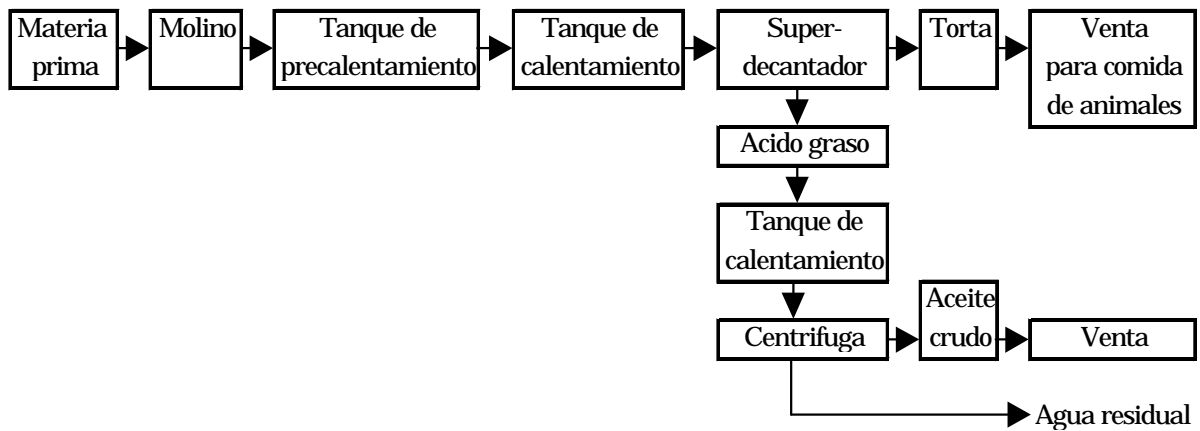 Materia
prima
Molino
Tanque de
precalentamiento
Tanque de
calentamiento
Super-
decantador
Torta
Venta
para comida
de animales
Acido graso
Tanque de
calentamiento
Centrifuga
Aceite
crudo
Venta
Agua residual